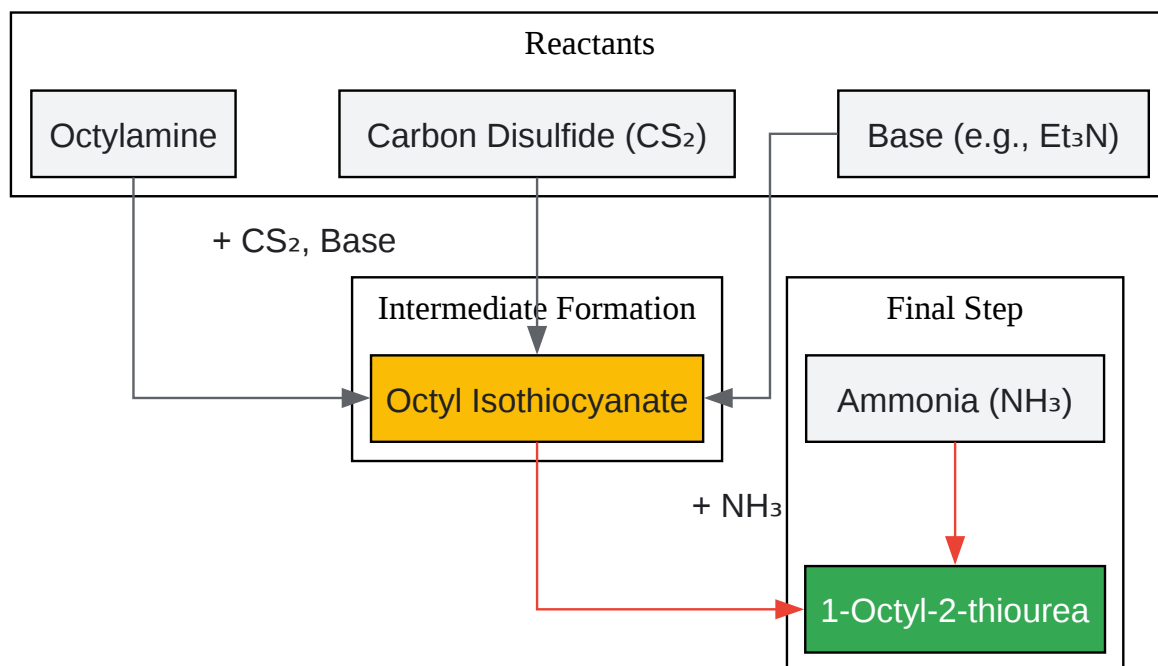 Reactants
Octylamine
Carbon Disulfide (CS₂)
Base (e.g., Et₃N)
+ CS₂, Base
Intermediate Formation
Final Step
Octyl Isothiocyanate
Ammonia (NH₃)
+ NH₃
1-Octyl-2-thiourea